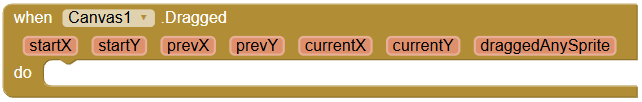 when Canvas1 .Dragged
startX startY prevX prevY currentX currentY draggedAnySprite
do